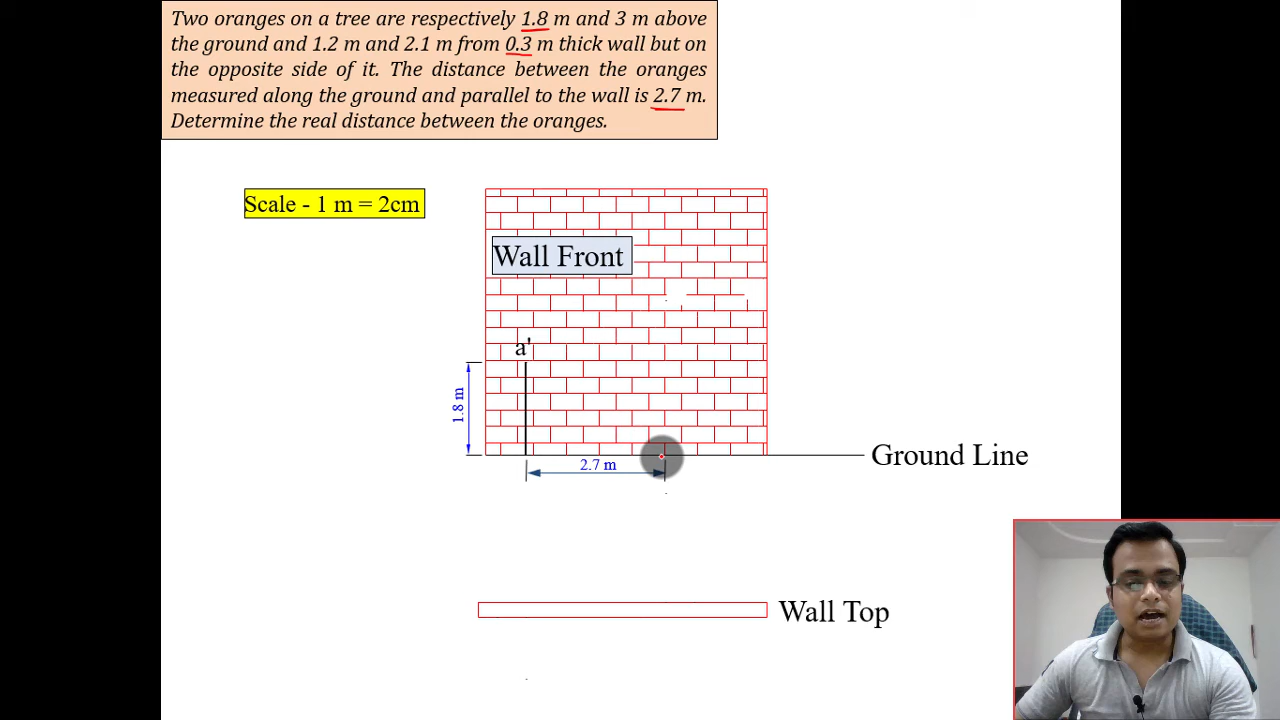 Two oranges on a tree are respectively 1.8 m and 3 m above
the ground and 1.2 m and 2.1 m from 0.3 m thick wall but on
the opposite side of it. The distance between the oranges
measured along the ground and parallel to the wall is 2.7 m.
Determine the real distance between the oranges.
Scale - 1 m = 2cm
Wall Front
a'
1.8 m
2.7 m
Ground Line
Wall Top